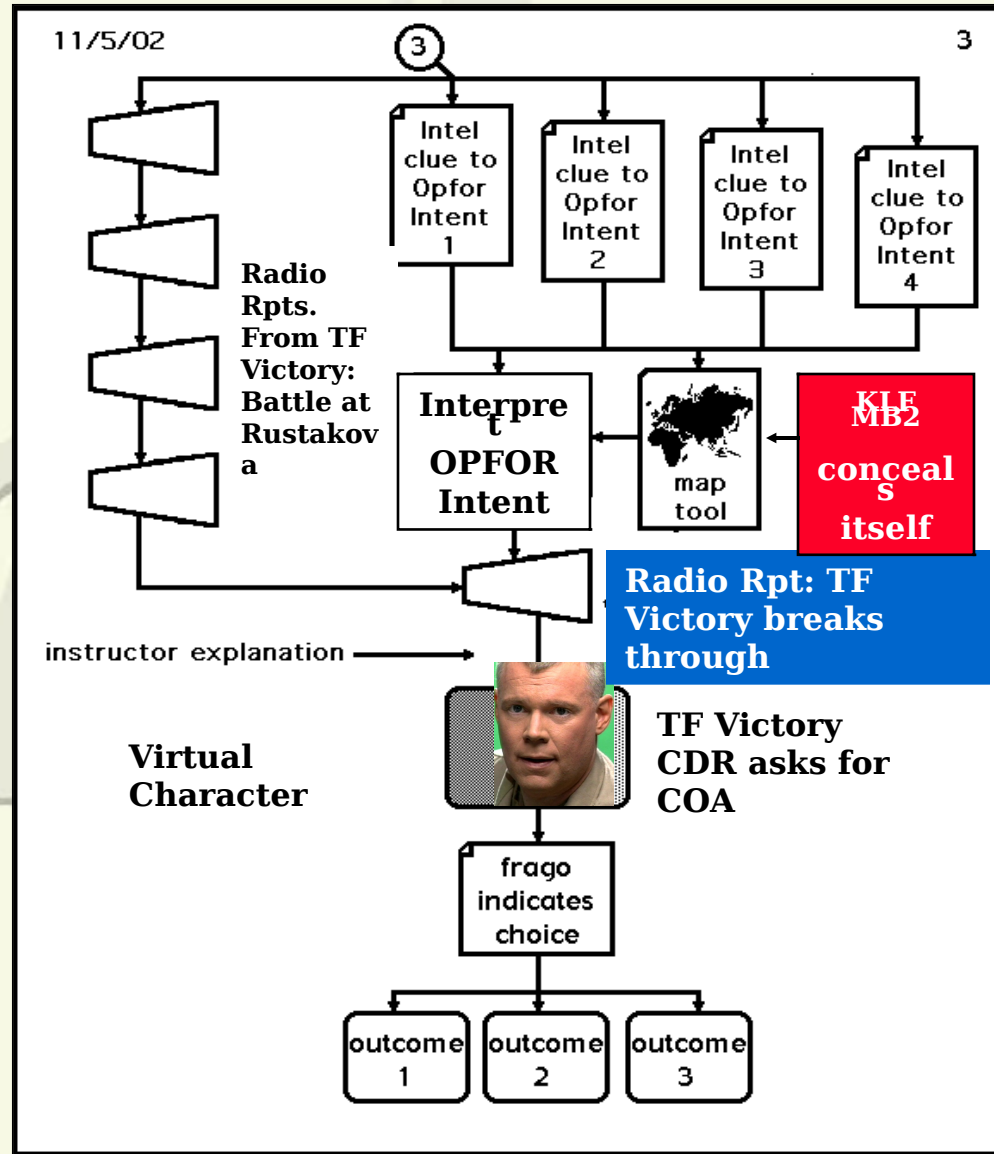 11/5/02
3
3
Intel
clue to
Opfor
Intent
1
Intel
clue to
Opfor
Intent
2
Intel
clue to
Opfor
Intent
3
Intel
clue to
Opfor
Intent
4
Radio
Rpts.
From TF
Victory:
Battle at
Rustakov
a
Interpre
t
OPFOR
Intent
map
tool
KLF
MB2
conceal
s
itself
Radio Rpt: TF
Victory breaks
through
instructor explanation
Virtual
Character
TF Victory
CDR asks for
COA
frago
indicates
choice
outcome
1
outcome
2
outcome
3